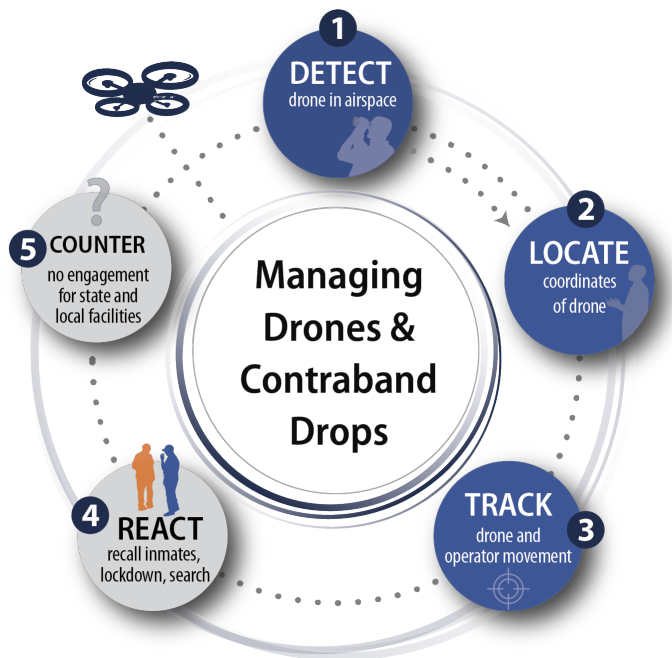 1
DETECT
drone in airspace
2
LOCATE
coordinates
of drone
3
TRACK
drone and
operator movement
4
REACT
recall inmates,
lockdown, search
?
5
COUNTER
no engagement
for state and
local facilities
Managing
Drones &
Contraband
Drops